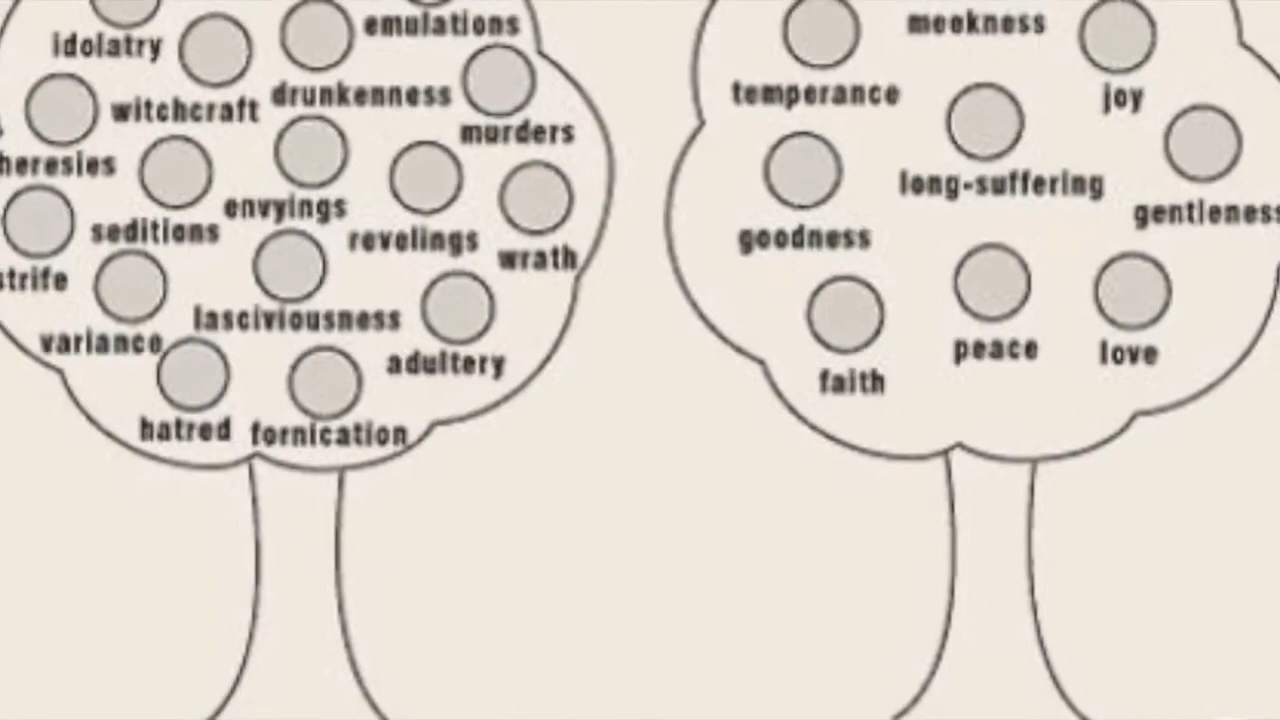 emulations
idolatry
witchcraft
drunkenness
murders
heresies
envyings
seditions
revelings
wrath
strife
lasciviousness
variance
adultery
hatred
fornication
meekness
temperance
joy
long-suffering
gentleness
goodness
peace
love
faith